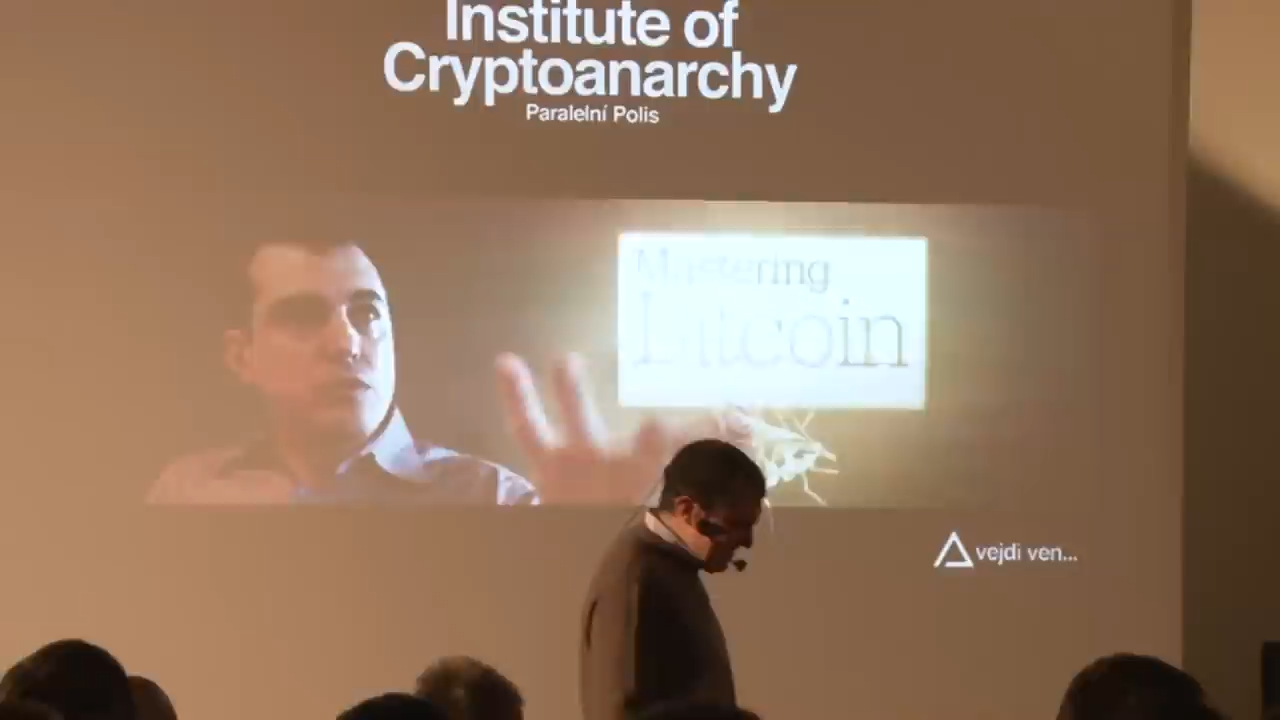 Institute of
Cryptoanarchy
Paralelní Polis
Mastering
Bitcoin
vejdi ven...